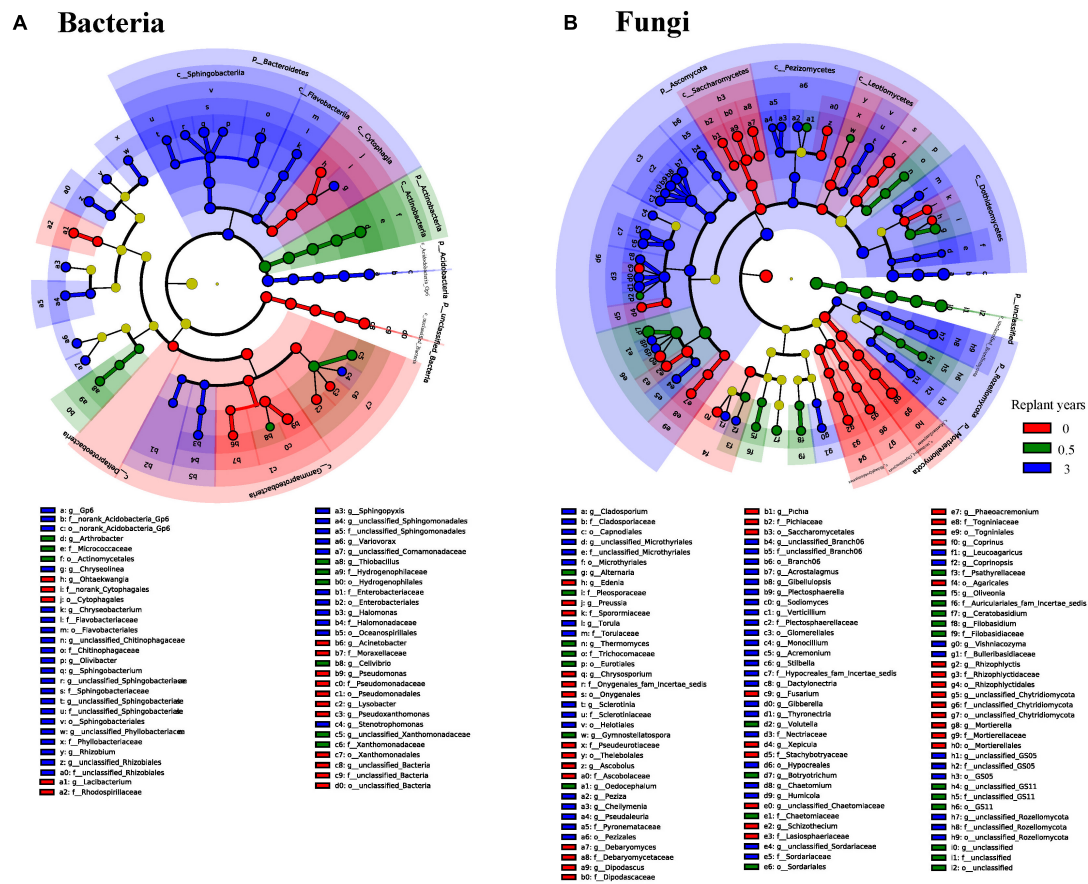 A Bacteria
B Fungi
p__Bacteroidetes
c__Sphingobacteriia
c__Flavobacteriia
c__Cytophagia
p__Actinobacteria
c__Actinobacteria
p__Acidobacteria
p__unclassified_Bacteria
c__Gammaproteobacteria
c__Deltaproteobacteria
p__Ascomycota
c__Saccharomycetes
c__Pezizomycetes
c__Leotiomycetes
c__Dothideomycetes
p__unclassified
p__Rozellomycota
p__Mortierellomycota
Replant years
0
0.5
3
a: g__Gp6
b: f__norank_Acidobacteria_Gp6
c: o__norank_Acidobacteria_Gp6
d: g__Arthrobacter
e: f__Micrococcaceae
f: o__Actinomycetales
g: g__Chryseolinea
h: g__Ohtaekwangia
i: f__norank_Cytophagales
j: o__Cytophagales
k: g__Chryseobacterium
l: f__Flavobacteriaceae
m: o__Flavobacteriales
n: g__unclassified_Chitinophagaceae
o: f__Chitinophagaceae
p: g__Olivibacter
q: g__Sphingobacterium
r: g__unclassified_Sphingobacteriaceae
s: f__Sphingobacteriaceae
t: g__unclassified_Sphingobacteriales
u: f__unclassified_Sphingobacteriales
v: o__Sphingobacteriales
w: g__unclassified_Phyllobacteriaceae
x: f__Phyllobacteriaceae
y: g__Rhizobium
z: g__unclassified_Rhizobiales
a0: f__unclassified_Rhizobiales
a1: g__Lacibacterium
a2: f__Rhodospirillaceae
a3: g__Sphingopyxis
a4: g__unclassified_Sphingomonadales
a5: f__unclassified_Sphingomonadales
a6: g__Variovorax
a7: g__unclassified_Comamonadaceae
a8: g__Thiobacillus
a9: f__Hydrogenophilaceae
b0: o__Hydrogenophilales
b1: f__Enterobacteriaceae
b2: o__Enterobacteriales
b3: g__Halomonas
b4: f__Halomonadaceae
b5: o__Oceanospirillales
b6: g__Acinetobacter
b7: f__Moraxellaceae
b8: g__Cellvibrio
b9: g__Pseudomonas
c0: f__Pseudomonadaceae
c1: o__Pseudomonadales
c2: g__Lysobacter
c3: g__Pseudoxanthomonas
c4: g__Stenotrophomonas
c5: g__unclassified_Xanthomonadaceae
c6: f__Xanthomonadaceae
c7: o__Xanthomonadales
c8: g__unclassified_Bacteria
c9: f__unclassified_Bacteria
d0: o__unclassified_Bacteria
a: g__Cladosporium
b: f__Cladosporiaceae
c: o__Capnodiales
d: g__unclassified_Microthyriales
e: f__unclassified_Microthyriales
f: o__Microthyriales
g: g__Alternaria
h: g__Edenia
i: f__Pleosporaceae
j: g__Preussia
k: f__Sporormiaceae
l: g__Torula
m: f__Torulaceae
n: g__Thermomyces
o: f__Trichocomaceae
p: o__Eurotiales
q: g__Chrysosporium
r: f__Onygenales_fam_Incertae_sedis
s: o__Onygenales
t: g__Sclerotinia
u: f__Sclerotiniaceae
v: o__Helotiales
w: g__Gymnostellatospora
x: f__Pseudeurotiaceae
y: o__Thelebolales
z: g__Ascobolus
a0: f__Ascobolaceae
a1: g__Oedocephalum
a2: g__Peziza
a3: g__Cheilymenia
a4: g__Pseudaleuria
a5: f__Pyronemataceae
a6: o__Pezizales
a7: g__Debaryomyces
a8: f__Debaryomycetaceae
a9: g__Dipodascus
b0: f__Dipodascaceae
b1: g__Pichia
b2: f__Pichiaceae
b3: o__Saccharomycetales
b4: g__unclassified_Branch06
b5: f__unclassified_Branch06
b6: o__Branch06
b7: g__Acrostalagmus
b8: g__Gibellulopsis
b9: g__Plectosphaerella
c0: g__Sodiomyces
c1: g__Verticillium
c2: f__Plectosphaerellaceae
c3: o__Glomerellales
c4: g__Monocillium
c5: g__Acremonium
c6: g__Stilbella
c7: f__Hypocreales_fam_Incertae_sedis
c8: g__Dactylonectria
c9: g__Fusarium
d0: g__Gibberella
d1: g__Thyronectria
d2: g__Volutella
d3: f__Nectriaceae
d4: g__Xepicula
d5: f__Stachybotryaceae
d6: o__Hypocreales
d7: g__Botryotrichum
d8: g__Chaetomium
d9: g__Humicola
e0: g__unclassified_Chaetomiaceae
e1: f__Chaetomiaceae
e2: g__Schizothecium
e3: f__Lasiosphaeriaceae
e4: g__unclassified_Sordariaceae
e5: f__Sordariaceae
e6: o__Sordariales
e7: g__Phaeoacremonium
e8: f__Togniniaceae
e9: o__Togniniales
f0: g__Coprinus
f1: g__Leucoagaricus
f2: g__Coprinopsis
f3: f__Psathyrellaceae
f4: o__Agaricales
f5: g__Oliveonia
f6: f__Auriculariales_fam_Incertae_sedis
f7: g__Ceratobasidium
f8: g__Filobasidium
f9: f__Filobasidiaceae
g0: g__Vishniacozyma
g1: f__Bulleribasidiaceae
g2: g__Rhizophlyctis
g3: f__Rhizophlyctidaceae
g4: o__Rhizophlyctidales
g5: g__unclassified_Chytridiomycota
g6: f__unclassified_Chytridiomycota
g7: o__unclassified_Chytridiomycota
g8: g__Mortierella
g9: f__Mortierellaceae
h0: o__Mortierellales
h1: g__unclassified_GS05
h2: f__unclassified_GS05
h3: o__GS05
h4: g__unclassified_GS11
h5: f__unclassified_GS11
h6: o__GS11
h7: g__unclassified_Rozellomycota
h8: f__unclassified_Rozellomycota
h9: o__unclassified_Rozellomycota
i0: g__unclassified
i1: f__unclassified
i2: o__unclassified